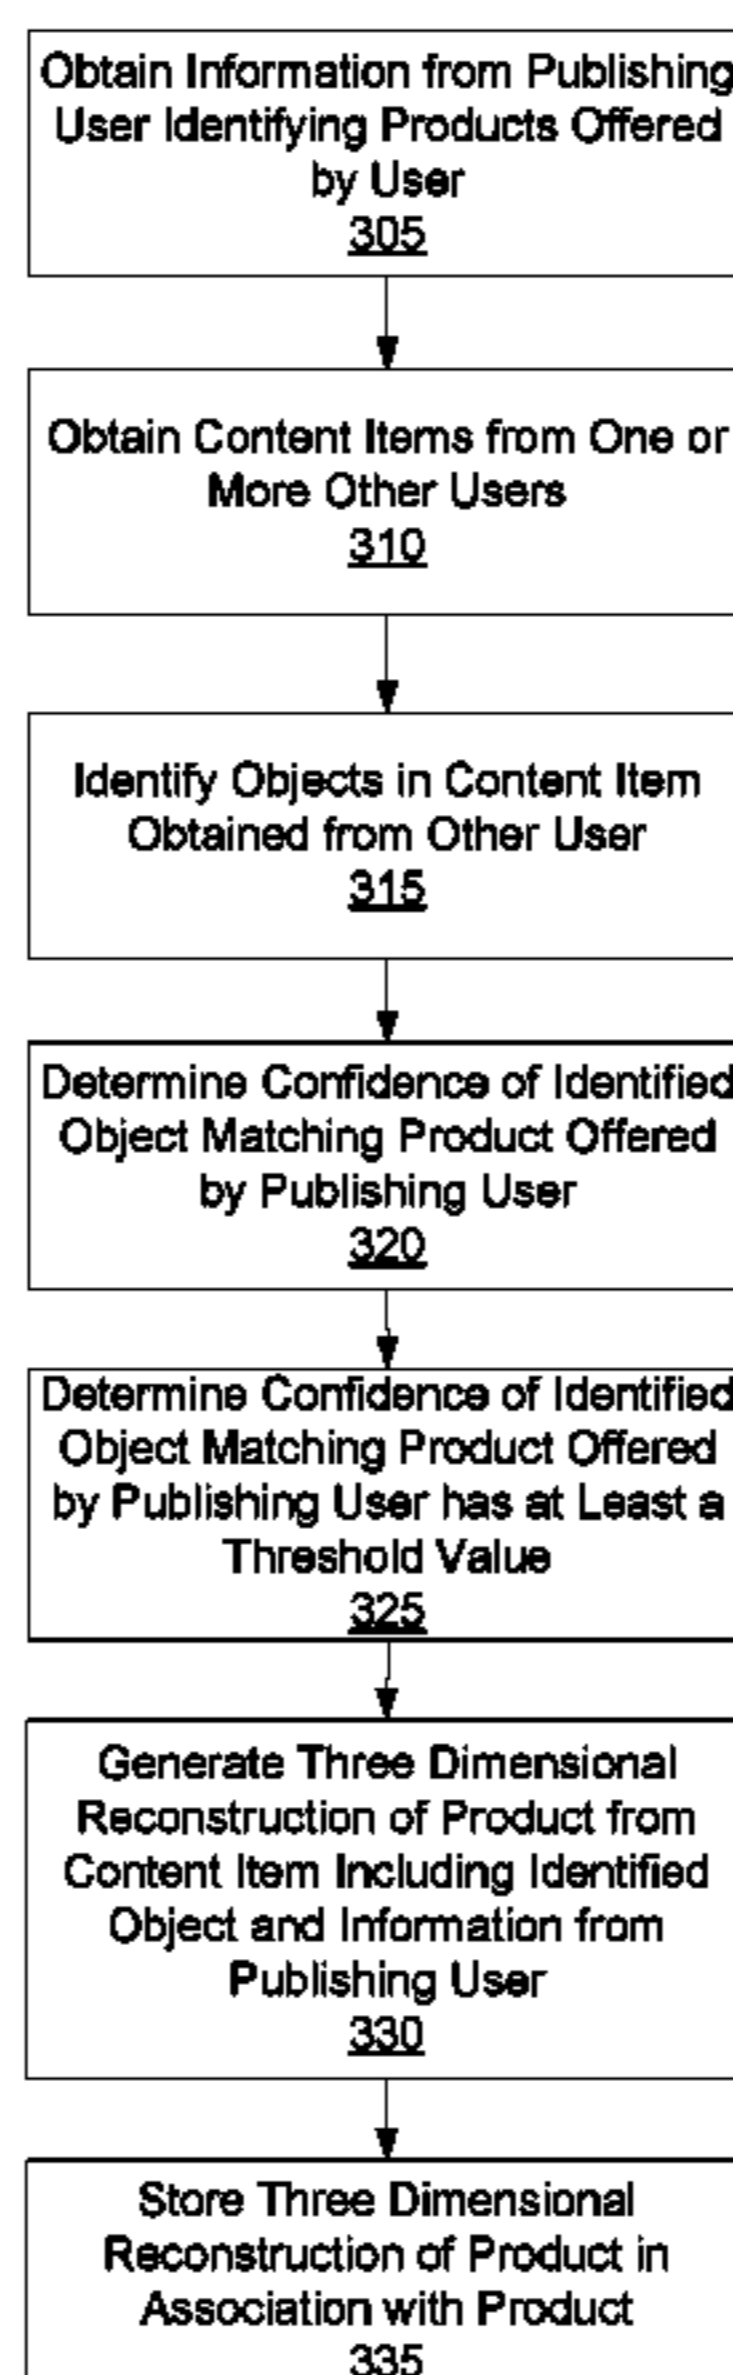 Obtain Information from Publishing
User Identifying Products Offered
by User
305
Obtain Content Items from One or
More Other Users
310
Identify Objects in Content Item
Obtained from Other User
315
Determine Confidence of Identified
Object Matching Product Offered
by Publishing User
320
Determine Confidence of Identified
Object Matching Product Offered
by Publishing User has at Least a
Threshold Value
325
Generate Three Dimensional
Reconstruction of Product from
Content Item Including Identified
Object and Information from
Publishing User
330
Store Three Dimensional
Reconstruction of Product in
Association with Product
335